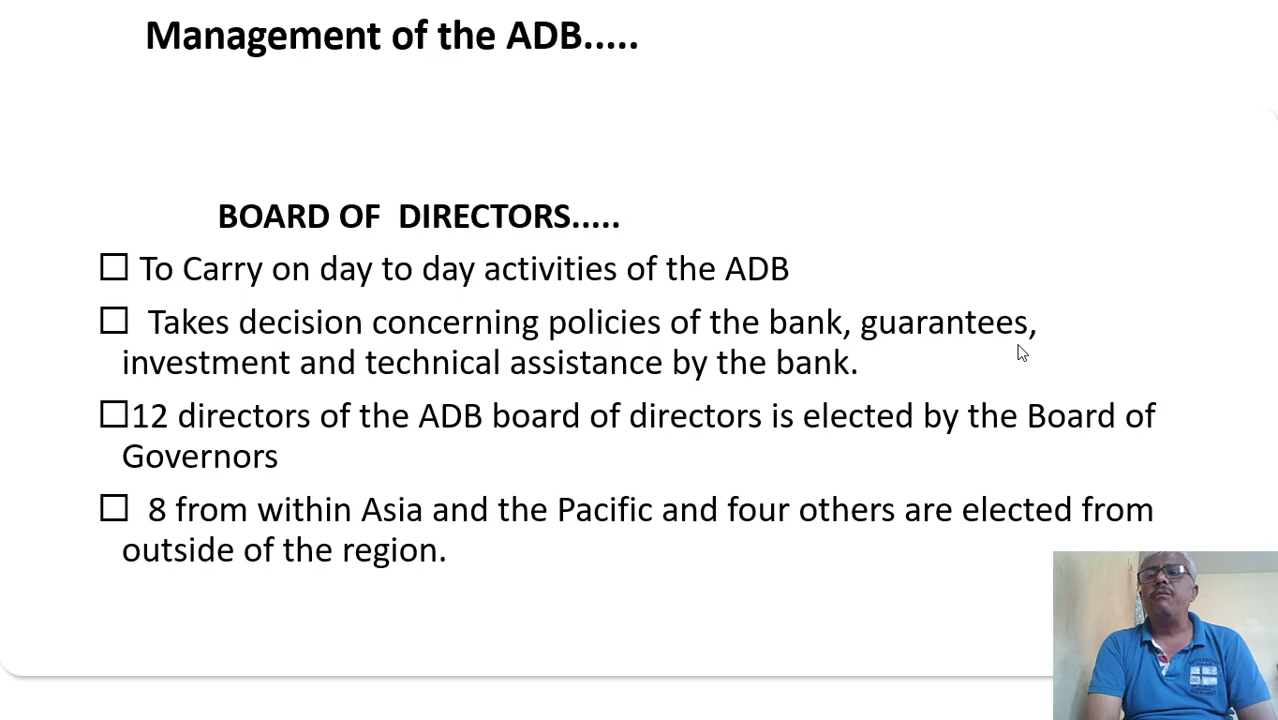 Management of the ADB.....
BOARD OF DIRECTORS.....
☐ To Carry on day to day activities of the ADB
☐ Takes decision concerning policies of the bank, guarantees,
investment and technical assistance by the bank.
☐12 directors of the ADB board of directors is elected by the Board of
Governors
☐ 8 from within Asia and the Pacific and four others are elected from
outside of the region.